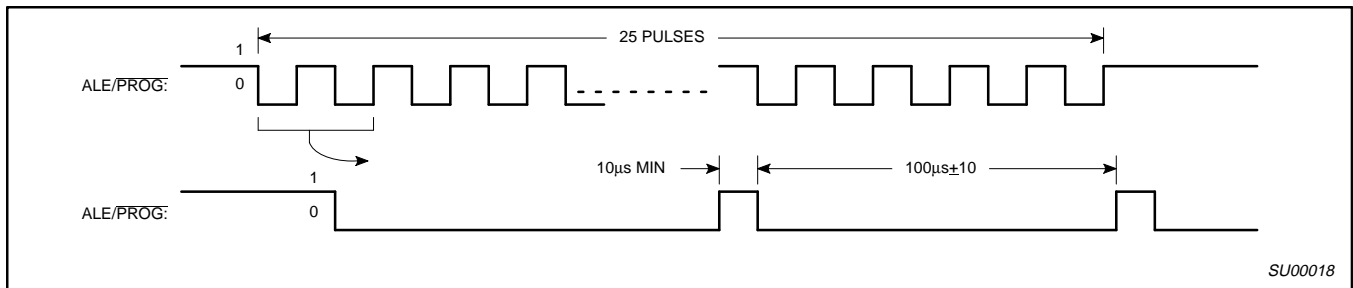 25 PULSES
1
ALE/PROG: 0
10µs MIN 100µs±10
1
ALE/PROG: 0
SU00018